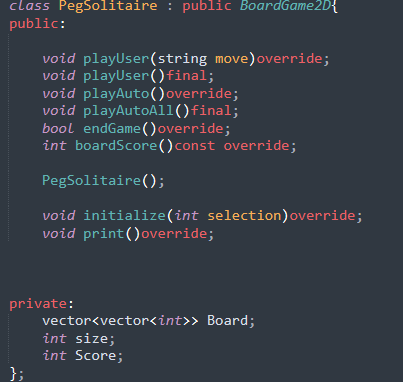 class PegSolitaire : public BoardGame2D{
public:
void playUser(string move)override;
void playUser()final;
void playAuto()override;
void playAutoAll()final;
bool endGame()override;
int boardScore()const override;
PegSolitaire();
void initialize(int selection)override;
void print()override;
private:
vector<vector<int>> Board;
int size;
int Score;
};